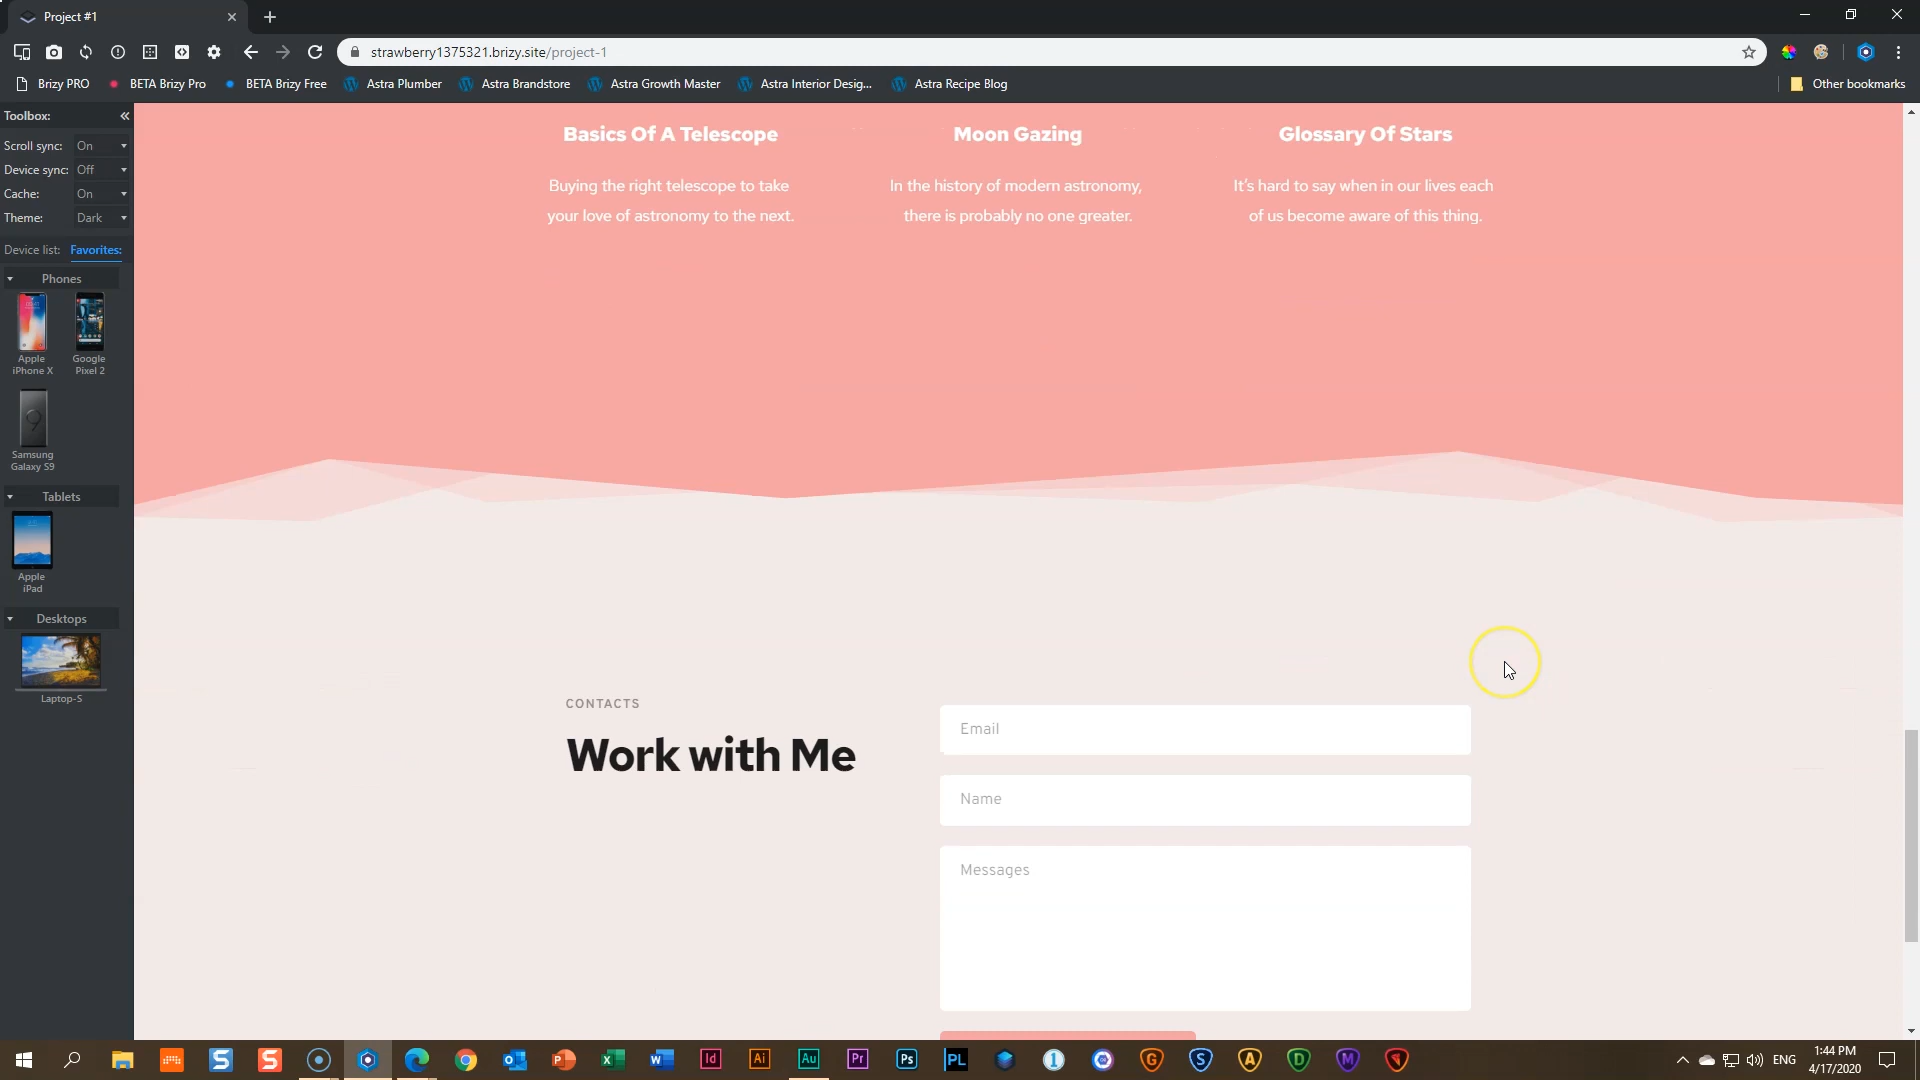 Project #1
strawberry1375321.brizy.site/project-1
Brizy PRO
BETA Brizy Pro
BETA Brizy Free
Astra Plumber
Astra Brandstore
Astra Growth Master
Astra Interior Desig...
Astra Recipe Blog
Other bookmarks
Toolbox:
Scroll sync: On
Device sync: Off
Cache: On
Theme: Dark
Device list: Favorites:
Phones
Apple
iPhone X
Google
Pixel 2
Samsung
Galaxy S9
Tablets
Apple
iPad
Desktops
Laptop-S
Basics Of A Telescope
Buying the right telescope to take
your love of astronomy to the next.
Moon Gazing
In the history of modern astronomy,
there is probably no one greater.
Glossary Of Stars
It's hard to say when in our lives each
of us become aware of this thing.
CONTACTS
Work with Me
Email
Name
Messages
ENG
1:44 PM
4/17/2020